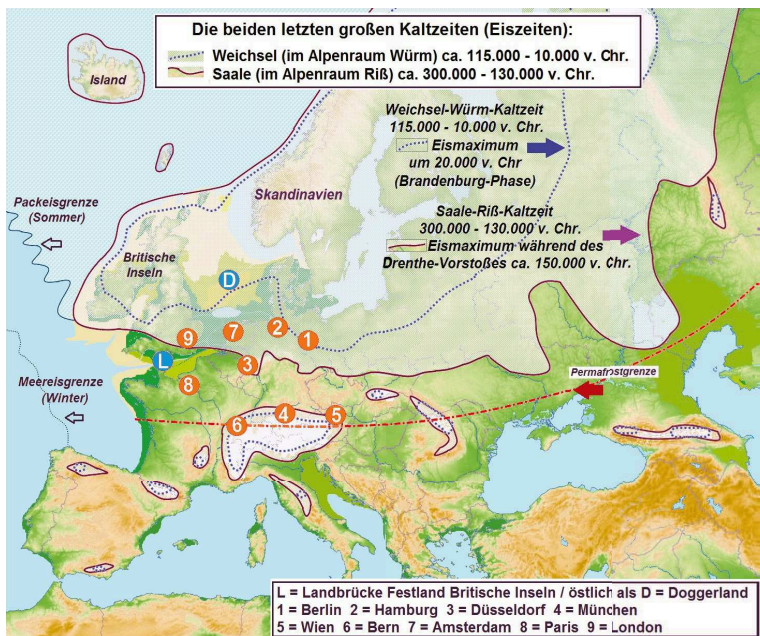 Die beiden letzten großen Kaltzeiten (Eiszeiten):
Weichsel (im Alpenraum Würm) ca. 115.000 - 10.000 v. Chr.
Saale (im Alpenraum Riß) ca. 300.000 - 130.000 v. Chr.
Island
Weichsel-Würm-Kaltzeit
115.000 - 10.000 v. Chr.
Eismaximum
um 20.000 v. Chr
(Brandenburg-Phase)
Skandinavien
Packeisgrenze
(Sommer)
Saale-Riß-Kaltzeit
300.000 - 130.000 v. Chr.
Eismaximum während des
Drenthe-Vorstoßes ca. 150.000 v. Chr.
Britische
Inseln
D
9
7
2
1
L
3
8
Permafrostgrenze
Meereisgrenze
(Winter)
6
4
5
L = Landbrücke Festland Britische Inseln / östlich als D = Doggerland
1 = Berlin 2 = Hamburg 3 = Düsseldorf 4 = München
5 = Wien 6 = Bern 7 = Amsterdam 8 = Paris 9 = London